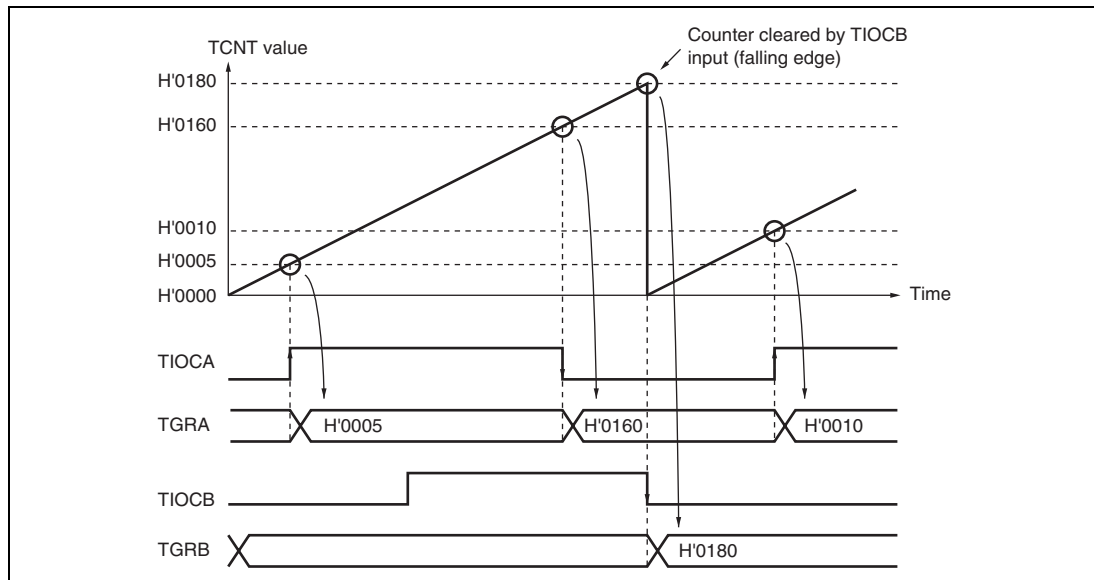 Counter cleared by TIOCB
input (falling edge)
TCNT value
H'0180
H'0160
H'0010
H'0005
H'0000
Time
TIOCA
TGRA
H'0005
H'0160
H'0010
TIOCB
TGRB
H'0180